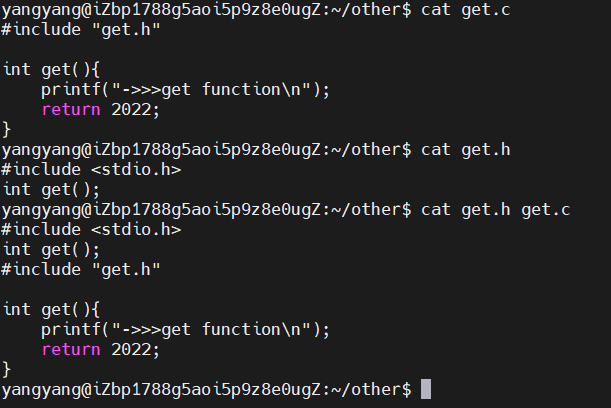 yangyang@iZbp1788g5aoi5p9z8e0ugZ:~/other$ cat get.c
#include "get.h"
int get(){
    printf("->>>get function\n");
    return 2022;
}
yangyang@iZbp1788g5aoi5p9z8e0ugZ:~/other$ cat get.h
#include <stdio.h>
int get();
yangyang@iZbp1788g5aoi5p9z8e0ugZ:~/other$ cat get.h get.c
#include <stdio.h>
int get();
#include "get.h"
int get(){
    printf("->>>get function\n");
    return 2022;
}
yangyang@iZbp1788g5aoi5p9z8e0ugZ:~/other$